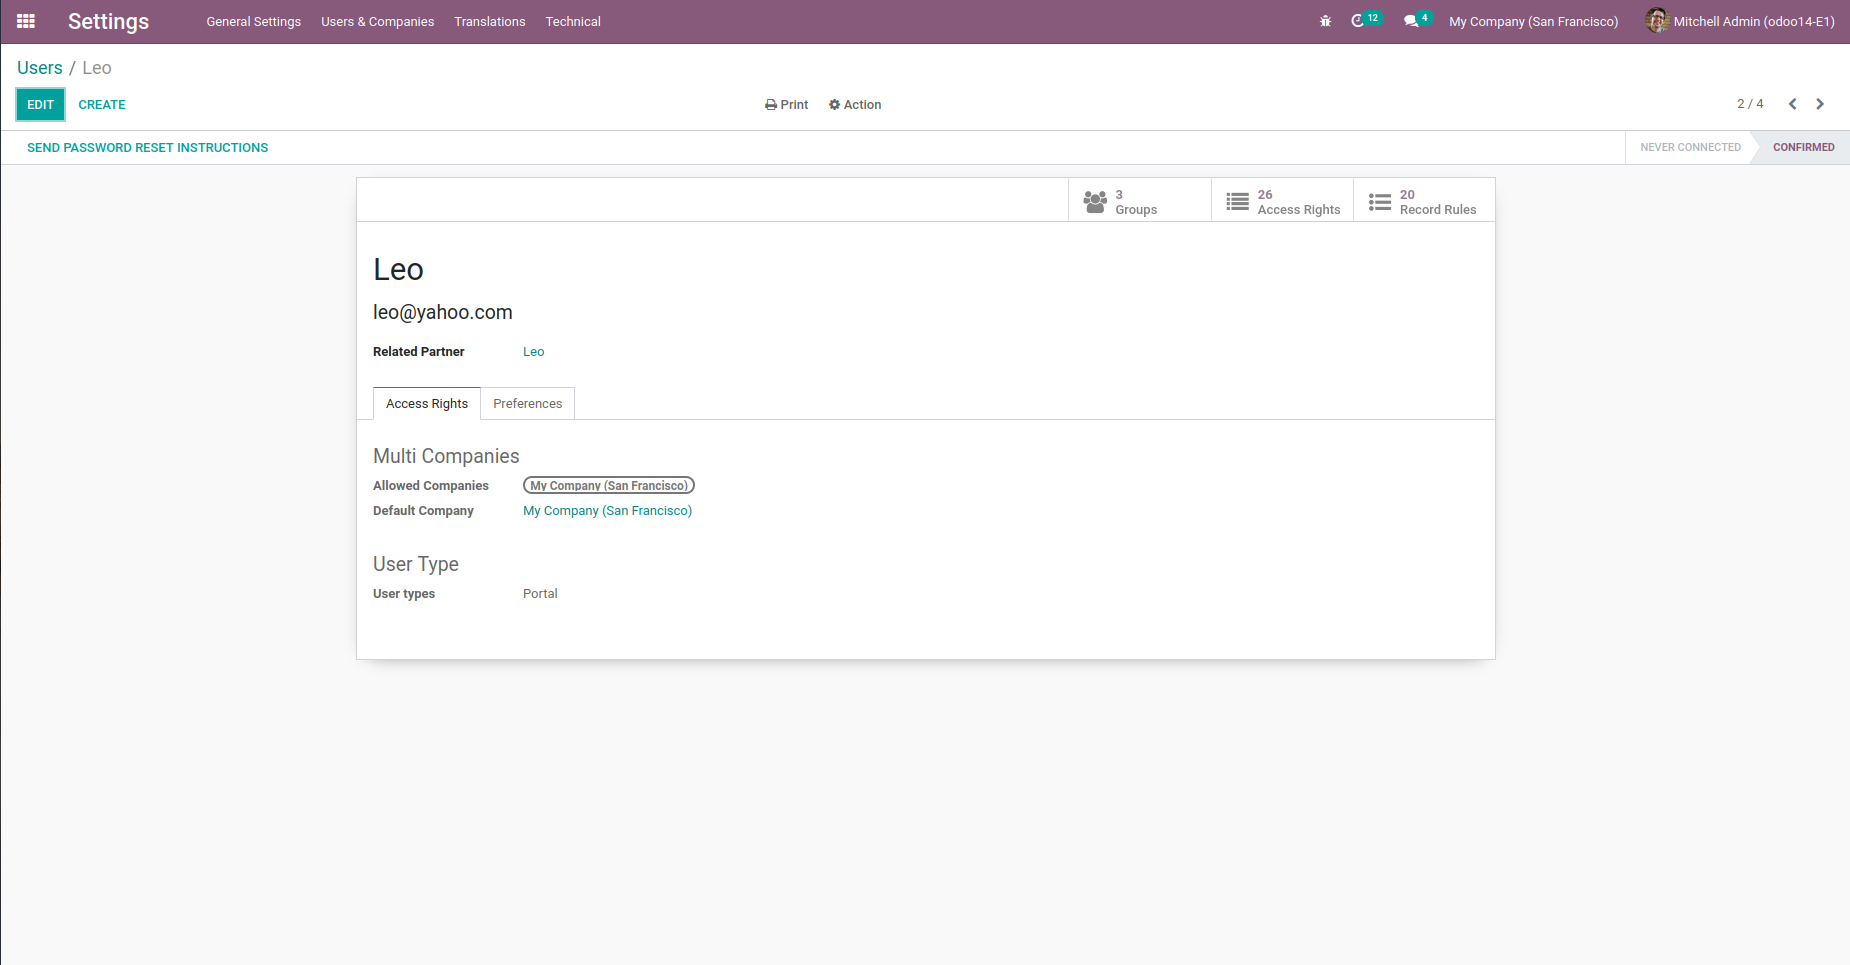 Settings General Settings Users & Companies Translations Technical 12 4 My Company (San Francisco) Mitchell Admin (odoo14-E1)
Users / Leo
EDIT CREATE Print Action 2 / 4
SEND PASSWORD RESET INSTRUCTIONS NEVER CONNECTED CONFIRMED
3 Groups 26 Access Rights 20 Record Rules
Leo
leo@yahoo.com
Related Partner Leo
Access Rights Preferences
Multi Companies
Allowed Companies My Company (San Francisco)
Default Company My Company (San Francisco)
User Type
User types Portal